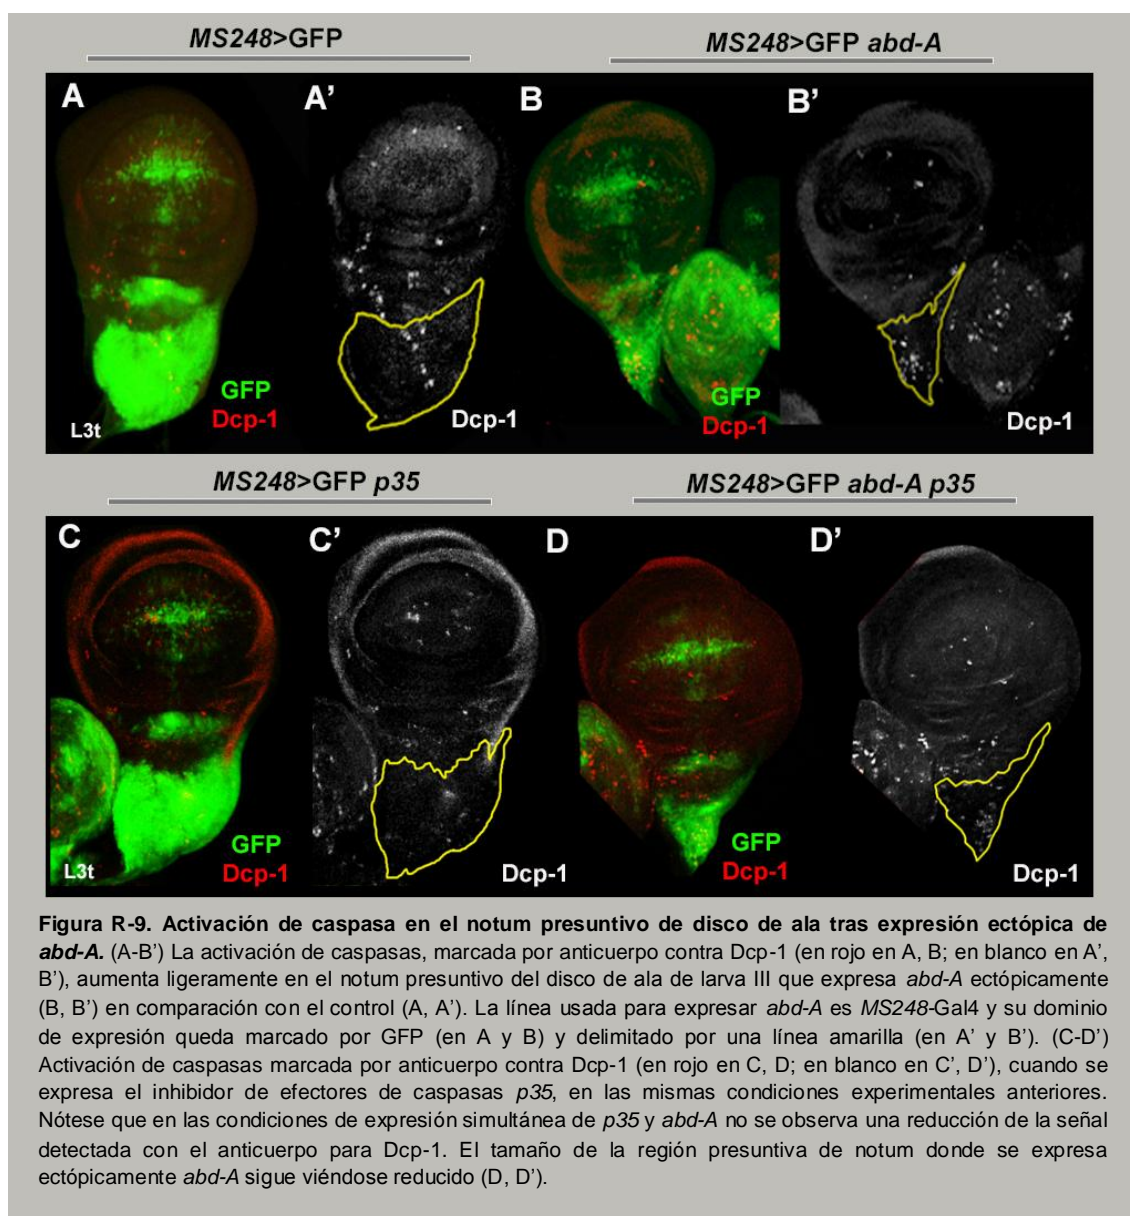 MS248>GFP
MS248>GFP abd-A
A
A’
B
B’
GFP
Dcp-1
L3t
Dcp-1
GFP
Dcp-1
Dcp-1
MS248>GFP p35
MS248>GFP abd-A p35
C
C’
D
D’
GFP
Dcp-1
L3t
Dcp-1
GFP
Dcp-1
Dcp-1
Figura R-9. Activación de caspasa en el notum presuntivo de disco de ala tras expresión ectópica de
abd-A. (A-B’) La activación de caspasas, marcada por anticuerpo contra Dcp-1 (en rojo en A, B; en blanco en A’,
B’), aumenta ligeramente en el notum presuntivo del disco de ala de larva III que expresa abd-A ectópicamente
(B, B’) en comparación con el control (A, A’). La línea usada para expresar abd-A es MS248-Gal4 y su dominio
de expresión queda marcado por GFP (en A y B) y delimitado por una línea amarilla (en A’ y B’). (C-D’)
Activación de caspasas marcada por anticuerpo contra Dcp-1 (en rojo en C, D; en blanco en C’, D’), cuando se
expresa el inhibidor de efectores de caspasas p35, en las mismas condiciones experimentales anteriores.
Nótese que en las condiciones de expresión simultánea de p35 y abd-A no se observa una reducción de la señal
detectada con el anticuerpo para Dcp-1. El tamaño de la región presuntiva de notum donde se expresa
ectópicamente abd-A sigue viéndose reducido (D, D’).